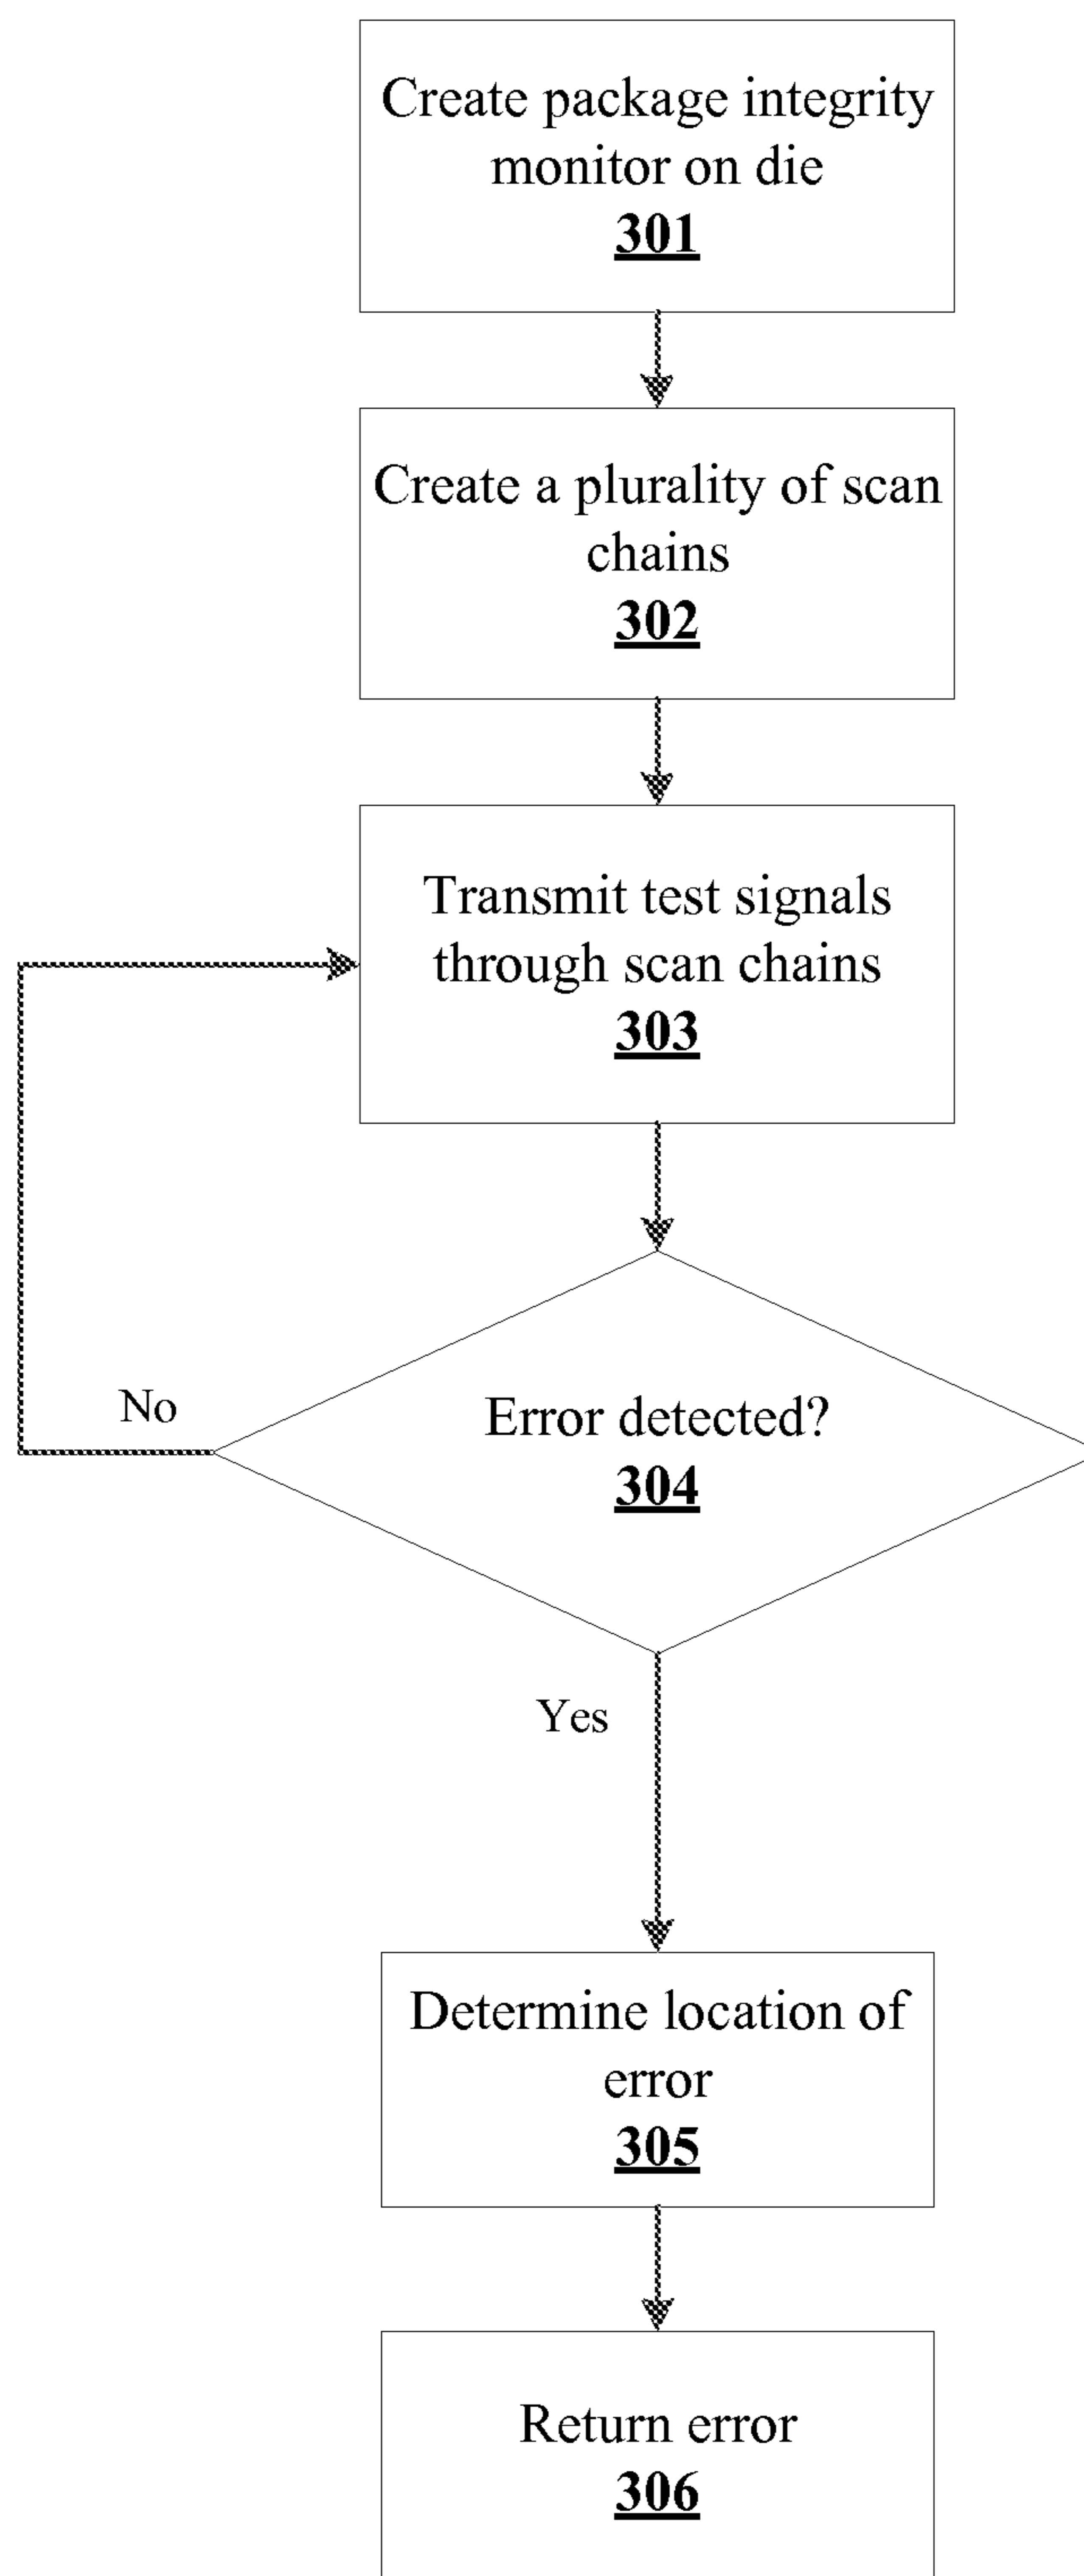 Create package integrity
monitor on die
301
Create a plurality of scan
chains
302
Transmit test signals
through scan chains
303
No
Error detected?
304
Yes
Determine location of
error
305
Return error
306